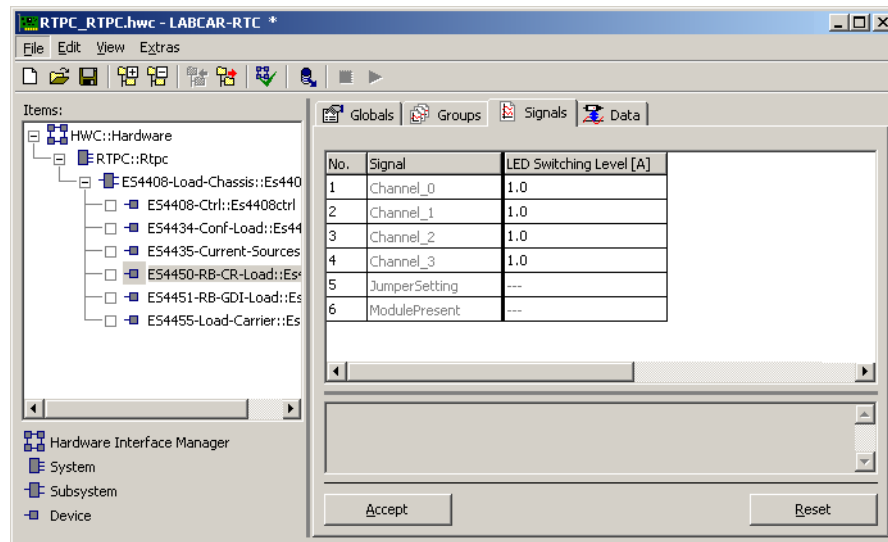 RTPC_RTPC.hwc - LABCAR-RTC *
File Edit View Extras
Items:
HWC::Hardware
RTPC::Rtpc
ES4408-Load-Chassis::Es440
ES4408-Ctrl::Es4408ctrl
ES4434-Conf-Load::Es44
ES4435-Current-Sources
ES4450-RB-CR-Load::Es4
ES4451-RB-GDI-Load::Es
ES4455-Load-Carrier::Es
Hardware Interface Manager
System
Subsystem
Device
Globals Groups Signals Data
No. Signal LED Switching Level [A]
1 Channel_0 1.0
2 Channel_1 1.0
3 Channel_2 1.0
4 Channel_3 1.0
5 JumperSetting ---
6 ModulePresent ---
Accept Reset